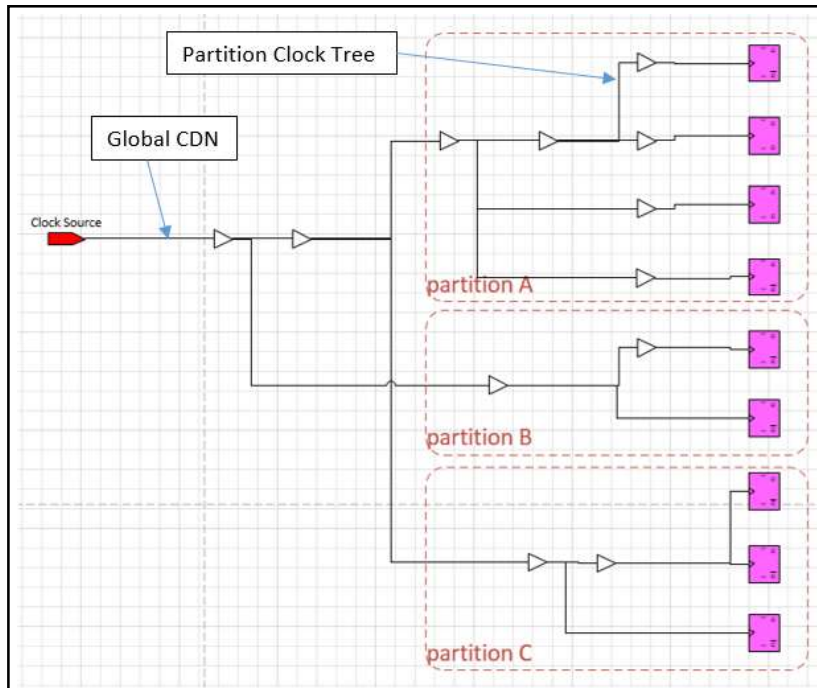 Partition Clock Tree
Global CDN
Clock Source
partition A
partition B
partition C